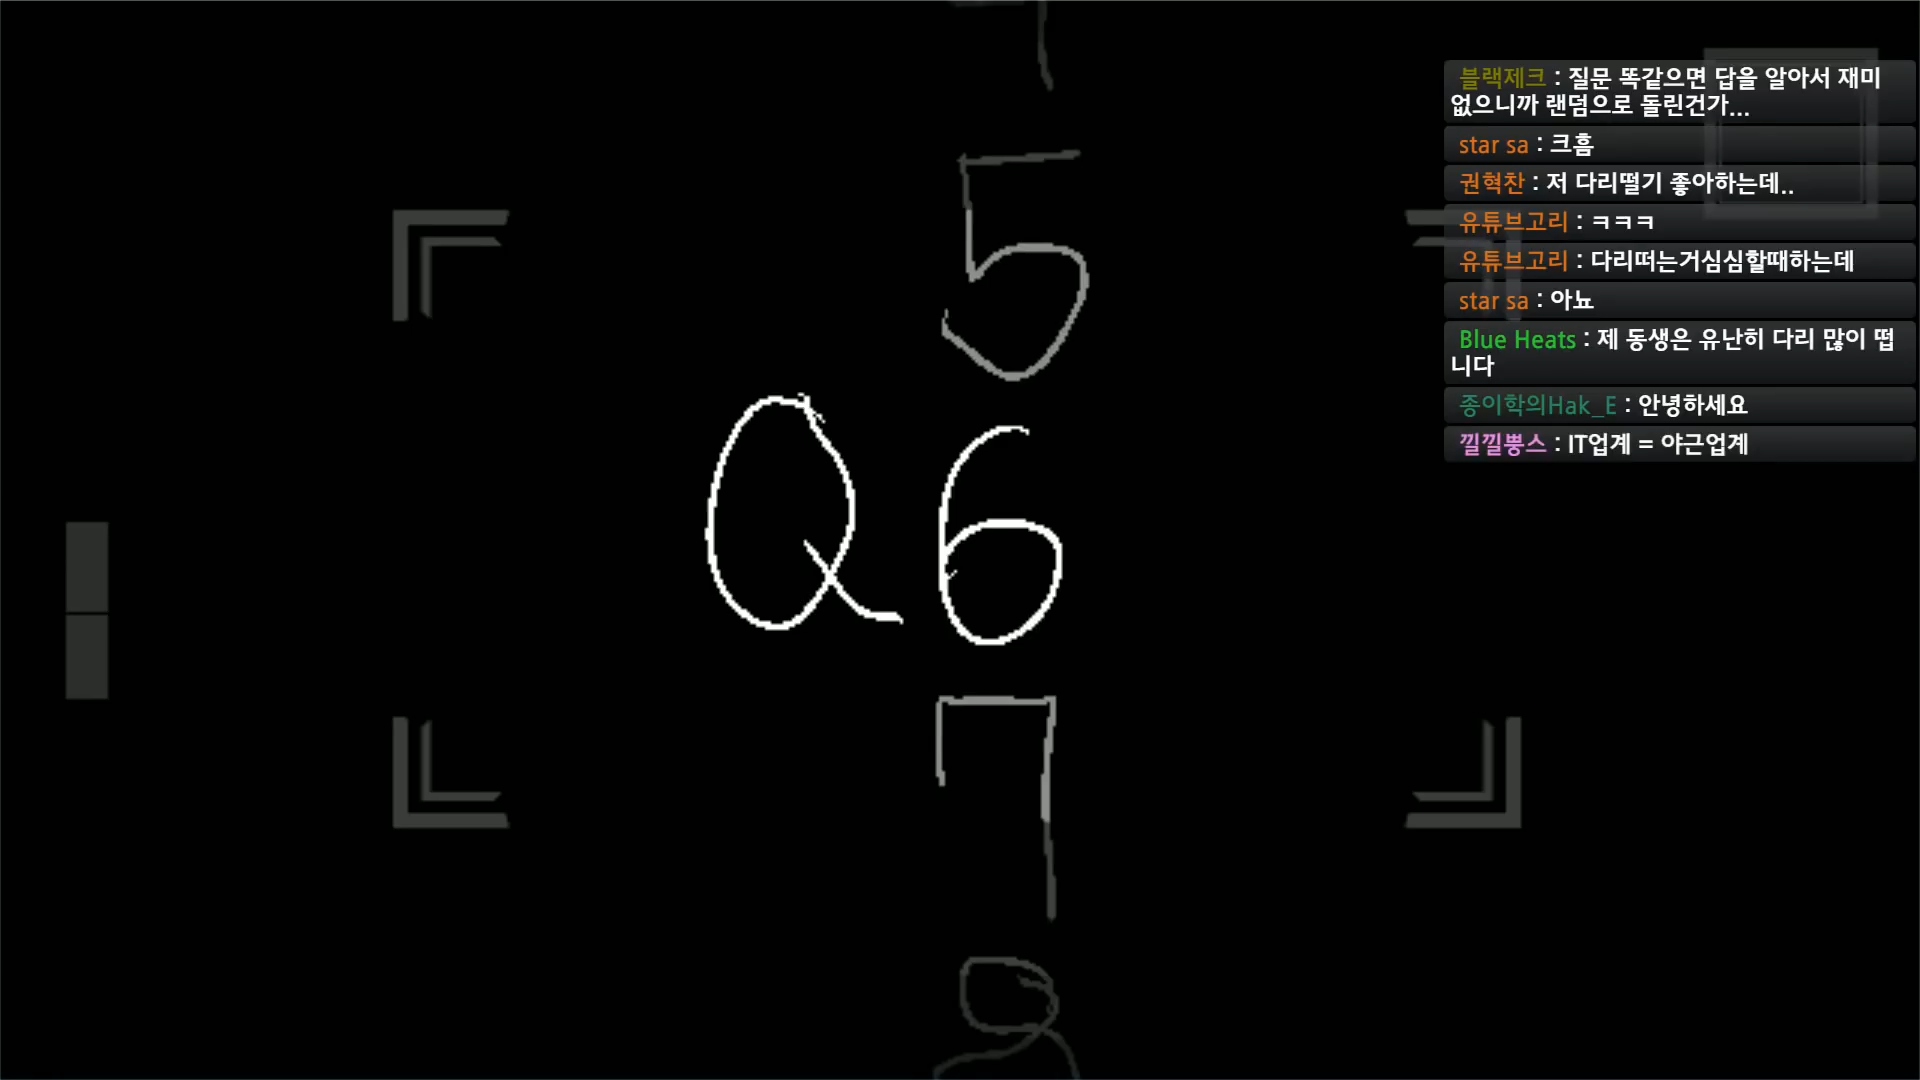 5
Q6
7
8
블랙제크 : 질문 똑같으면 답을 알아서 재미
없으니까 랜덤으로 돌린건가...
star sa : 크흠
권혁찬 : 저 다리떨기 좋아하는데..
유튜브고리 : ㅋㅋㅋ
유튜브고리 : 다리떠는거심심할때하는데
star sa : 아뇨
Blue Heats : 제 동생은 유난히 다리 많이 떱
니다
종이학의Hak_E : 안녕하세요
낄낄뿡스 : IT업계 = 야근업계